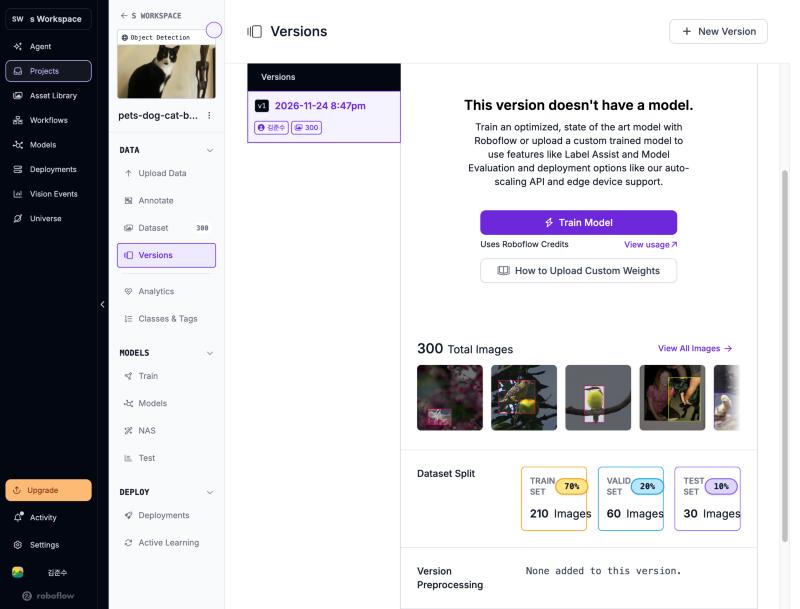 SW s Workspace
Agent
Projects
Asset Library
Workflows
Models
Deployments
Vision Events
Universe
Upgrade
Activity
Settings
김준수
roboflow
← S WORKSPACE
Object Detection
pets-dog-cat-b...
DATA
Upload Data
Annotate
Dataset 300
Versions
Analytics
Classes & Tags
MODELS
Train
Models
NAS
Test
DEPLOY
Deployments
Active Learning
Versions
+ New Version
Versions
v1 2026-11-24 8:47pm
김준수 300
This version doesn't have a model.
Train an optimized, state of the art model with
Roboflow or upload a custom trained model to
use features like Label Assist and Model
Evaluation and deployment options like our auto-
scaling API and edge device support.
Train Model
Uses Roboflow Credits View usage
How to Upload Custom Weights
300 Total Images View All Images →
Dataset Split
TRAIN SET 70%
210 Images
VALID SET 20%
60 Images
TEST SET 10%
30 Images
Version
Preprocessing
None added to this version.